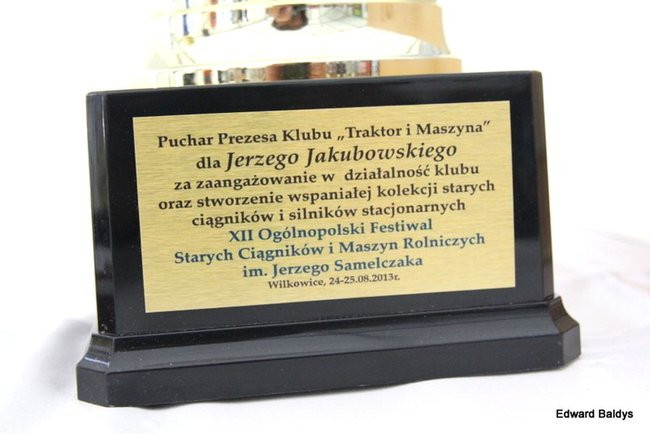 Puchar Prezesa Klubu „Traktor i Maszyna”
dla Jerzego Jakubowskiego
za zaangażowanie w działalność klubu
oraz stworzenie wspaniałej kolekcji starych
ciągników i silników stacjonarnych
XII Ogólnopolski Festiwal
Starych Ciągników i Maszyn Rolniczych
im. Jerzego Samelczaka
Wilkowice, 24-25.08.2013r.
Edward Baldys